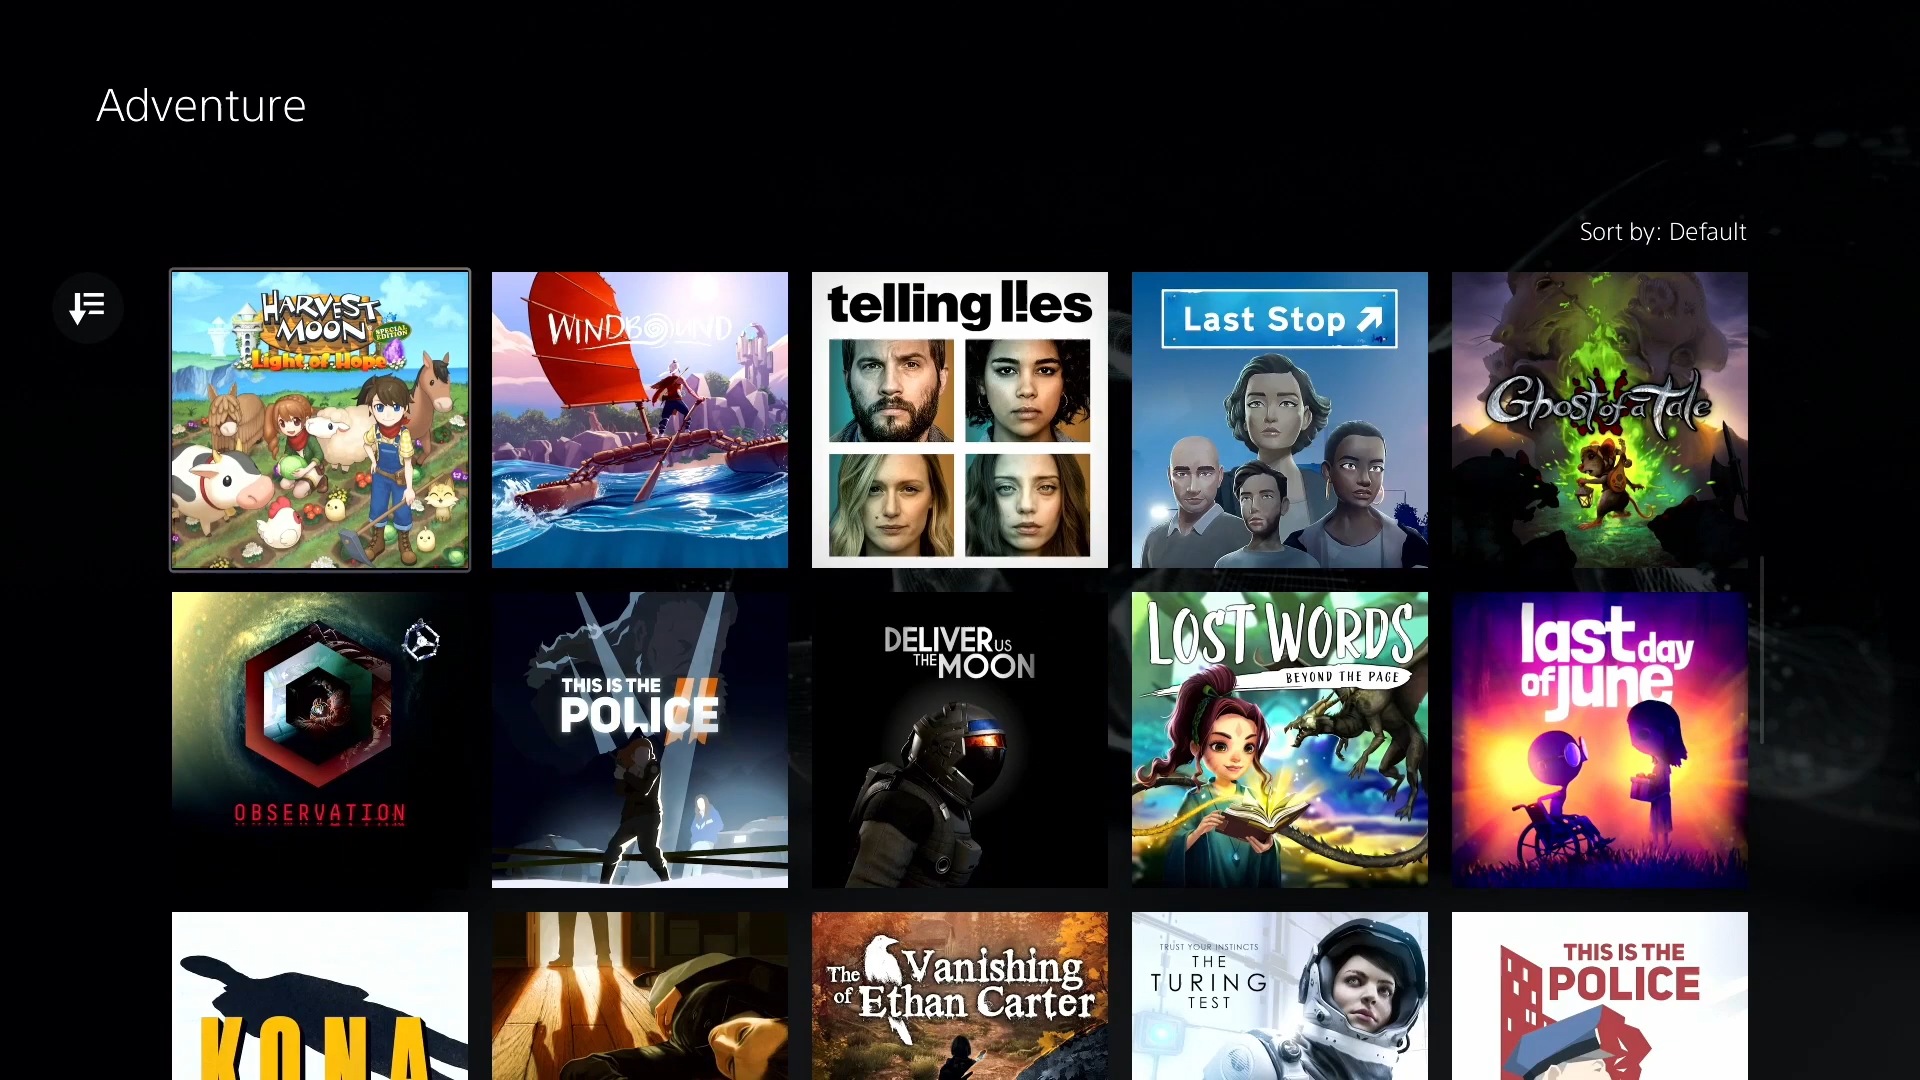 Adventure
Sort by: Default
HARVEST
MOON
SPECIAL
EDITION
Light of Hope
WINDBOUND
telling l!es
Last Stop
Ghost of a Tale
OBSERVATION
THIS IS THE
POLICE
DELIVER US
THE MOON
LOST WORDS
BEYOND THE PAGE
last day
of june
KONA
The Vanishing
of Ethan Carter
TRUST YOUR INSTINCTS
THE
TURING
TEST
THIS IS THE
POLICE